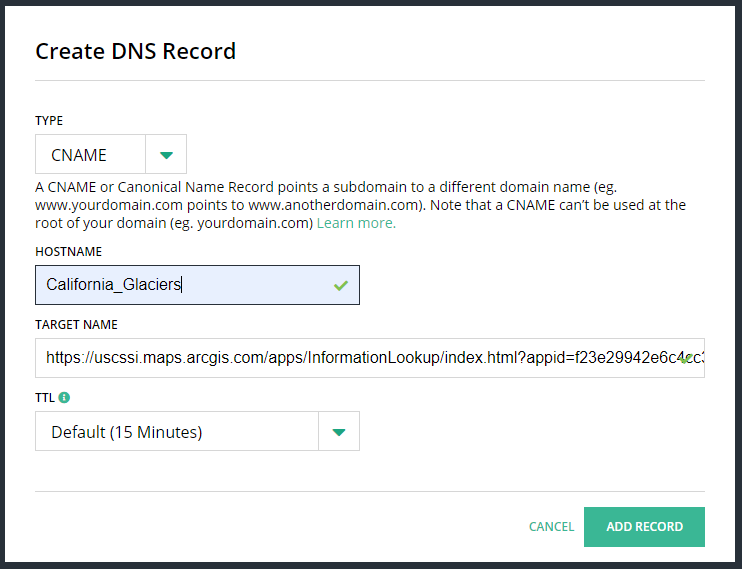 Create DNS Record
TYPE
CNAME
A CNAME or Canonical Name Record points a subdomain to a different domain name (eg.
www.yourdomain.com points to www.anotherdomain.com). Note that a CNAME can't be used at the
root of your domain (eg. yourdomain.com) Learn more.
HOSTNAME
California_Glaciers
TARGET NAME
https://uscssi.maps.arcgis.com/apps/InformationLookup/index.html?appid=f23e29942e6c4cc3
TTL
Default (15 Minutes)
CANCEL ADD RECORD